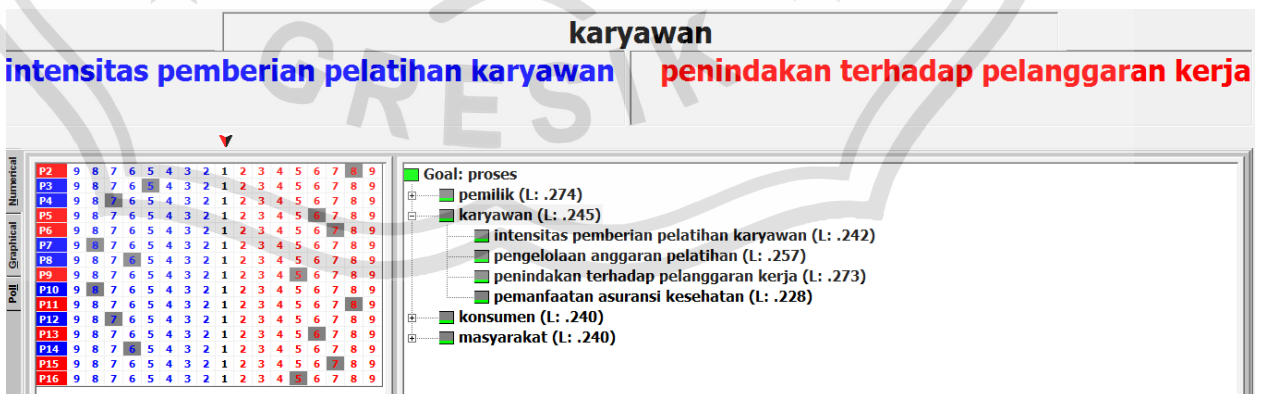 karyawan
intensitas pemberian pelatihan karyawan
penindakan terhadap pelanggaran kerja
GRESIK
Numerical
Graphical
Poll
P2 9 8 7 6 5 4 3 2 1 2 3 4 5 6 7 8 9
P3 9 8 7 6 5 4 3 2 1 2 3 4 5 6 7 8 9
P4 9 8 7 6 5 4 3 2 1 2 3 4 5 6 7 8 9
P5 9 8 7 6 5 4 3 2 1 2 3 4 5 6 7 8 9
P6 9 8 7 6 5 4 3 2 1 2 3 4 5 6 7 8 9
P7 9 8 7 6 5 4 3 2 1 2 3 4 5 6 7 8 9
P8 9 8 7 6 5 4 3 2 1 2 3 4 5 6 7 8 9
P9 9 8 7 6 5 4 3 2 1 2 3 4 5 6 7 8 9
P10 9 8 7 6 5 4 3 2 1 2 3 4 5 6 7 8 9
P11 9 8 7 6 5 4 3 2 1 2 3 4 5 6 7 8 9
P12 9 8 7 6 5 4 3 2 1 2 3 4 5 6 7 8 9
P13 9 8 7 6 5 4 3 2 1 2 3 4 5 6 7 8 9
P14 9 8 7 6 5 4 3 2 1 2 3 4 5 6 7 8 9
P15 9 8 7 6 5 4 3 2 1 2 3 4 5 6 7 8 9
P16 9 8 7 6 5 4 3 2 1 2 3 4 5 6 7 8 9
Goal: proses
pemilik (L: .274)
karyawan (L: .245)
intensitas pemberian pelatihan karyawan (L: .242)
pengelolaan anggaran pelatihan (L: .257)
penindakan terhadap pelanggaran kerja (L: .273)
pemanfaatan asuransi kesehatan (L: .228)
konsumen (L: .240)
masyarakat (L: .240)